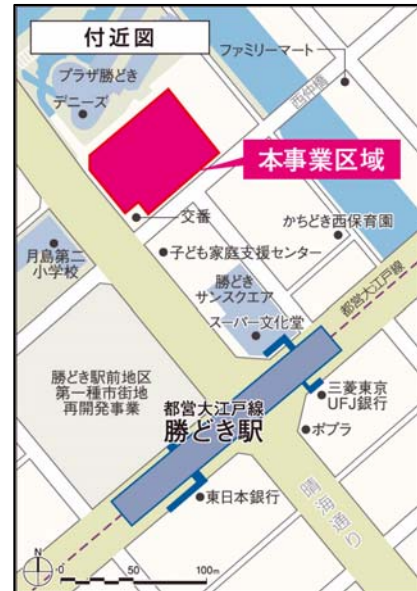 付近図
ファミリーマート
プラザ勝どき
デニーズ
西仲橋
本事業区域
交番
かちどき西保育園
月島第二
小学校
子ども家庭支援センター
都営大江戸線
勝どき
サンスクエア
スーパー文化堂
勝どき駅前地区
第一種市街地
再開発事業
都営大江戸線
勝どき駅
三菱東京
UFJ銀行
ポプラ
東日本銀行
晴海通り
N
0 50 100m